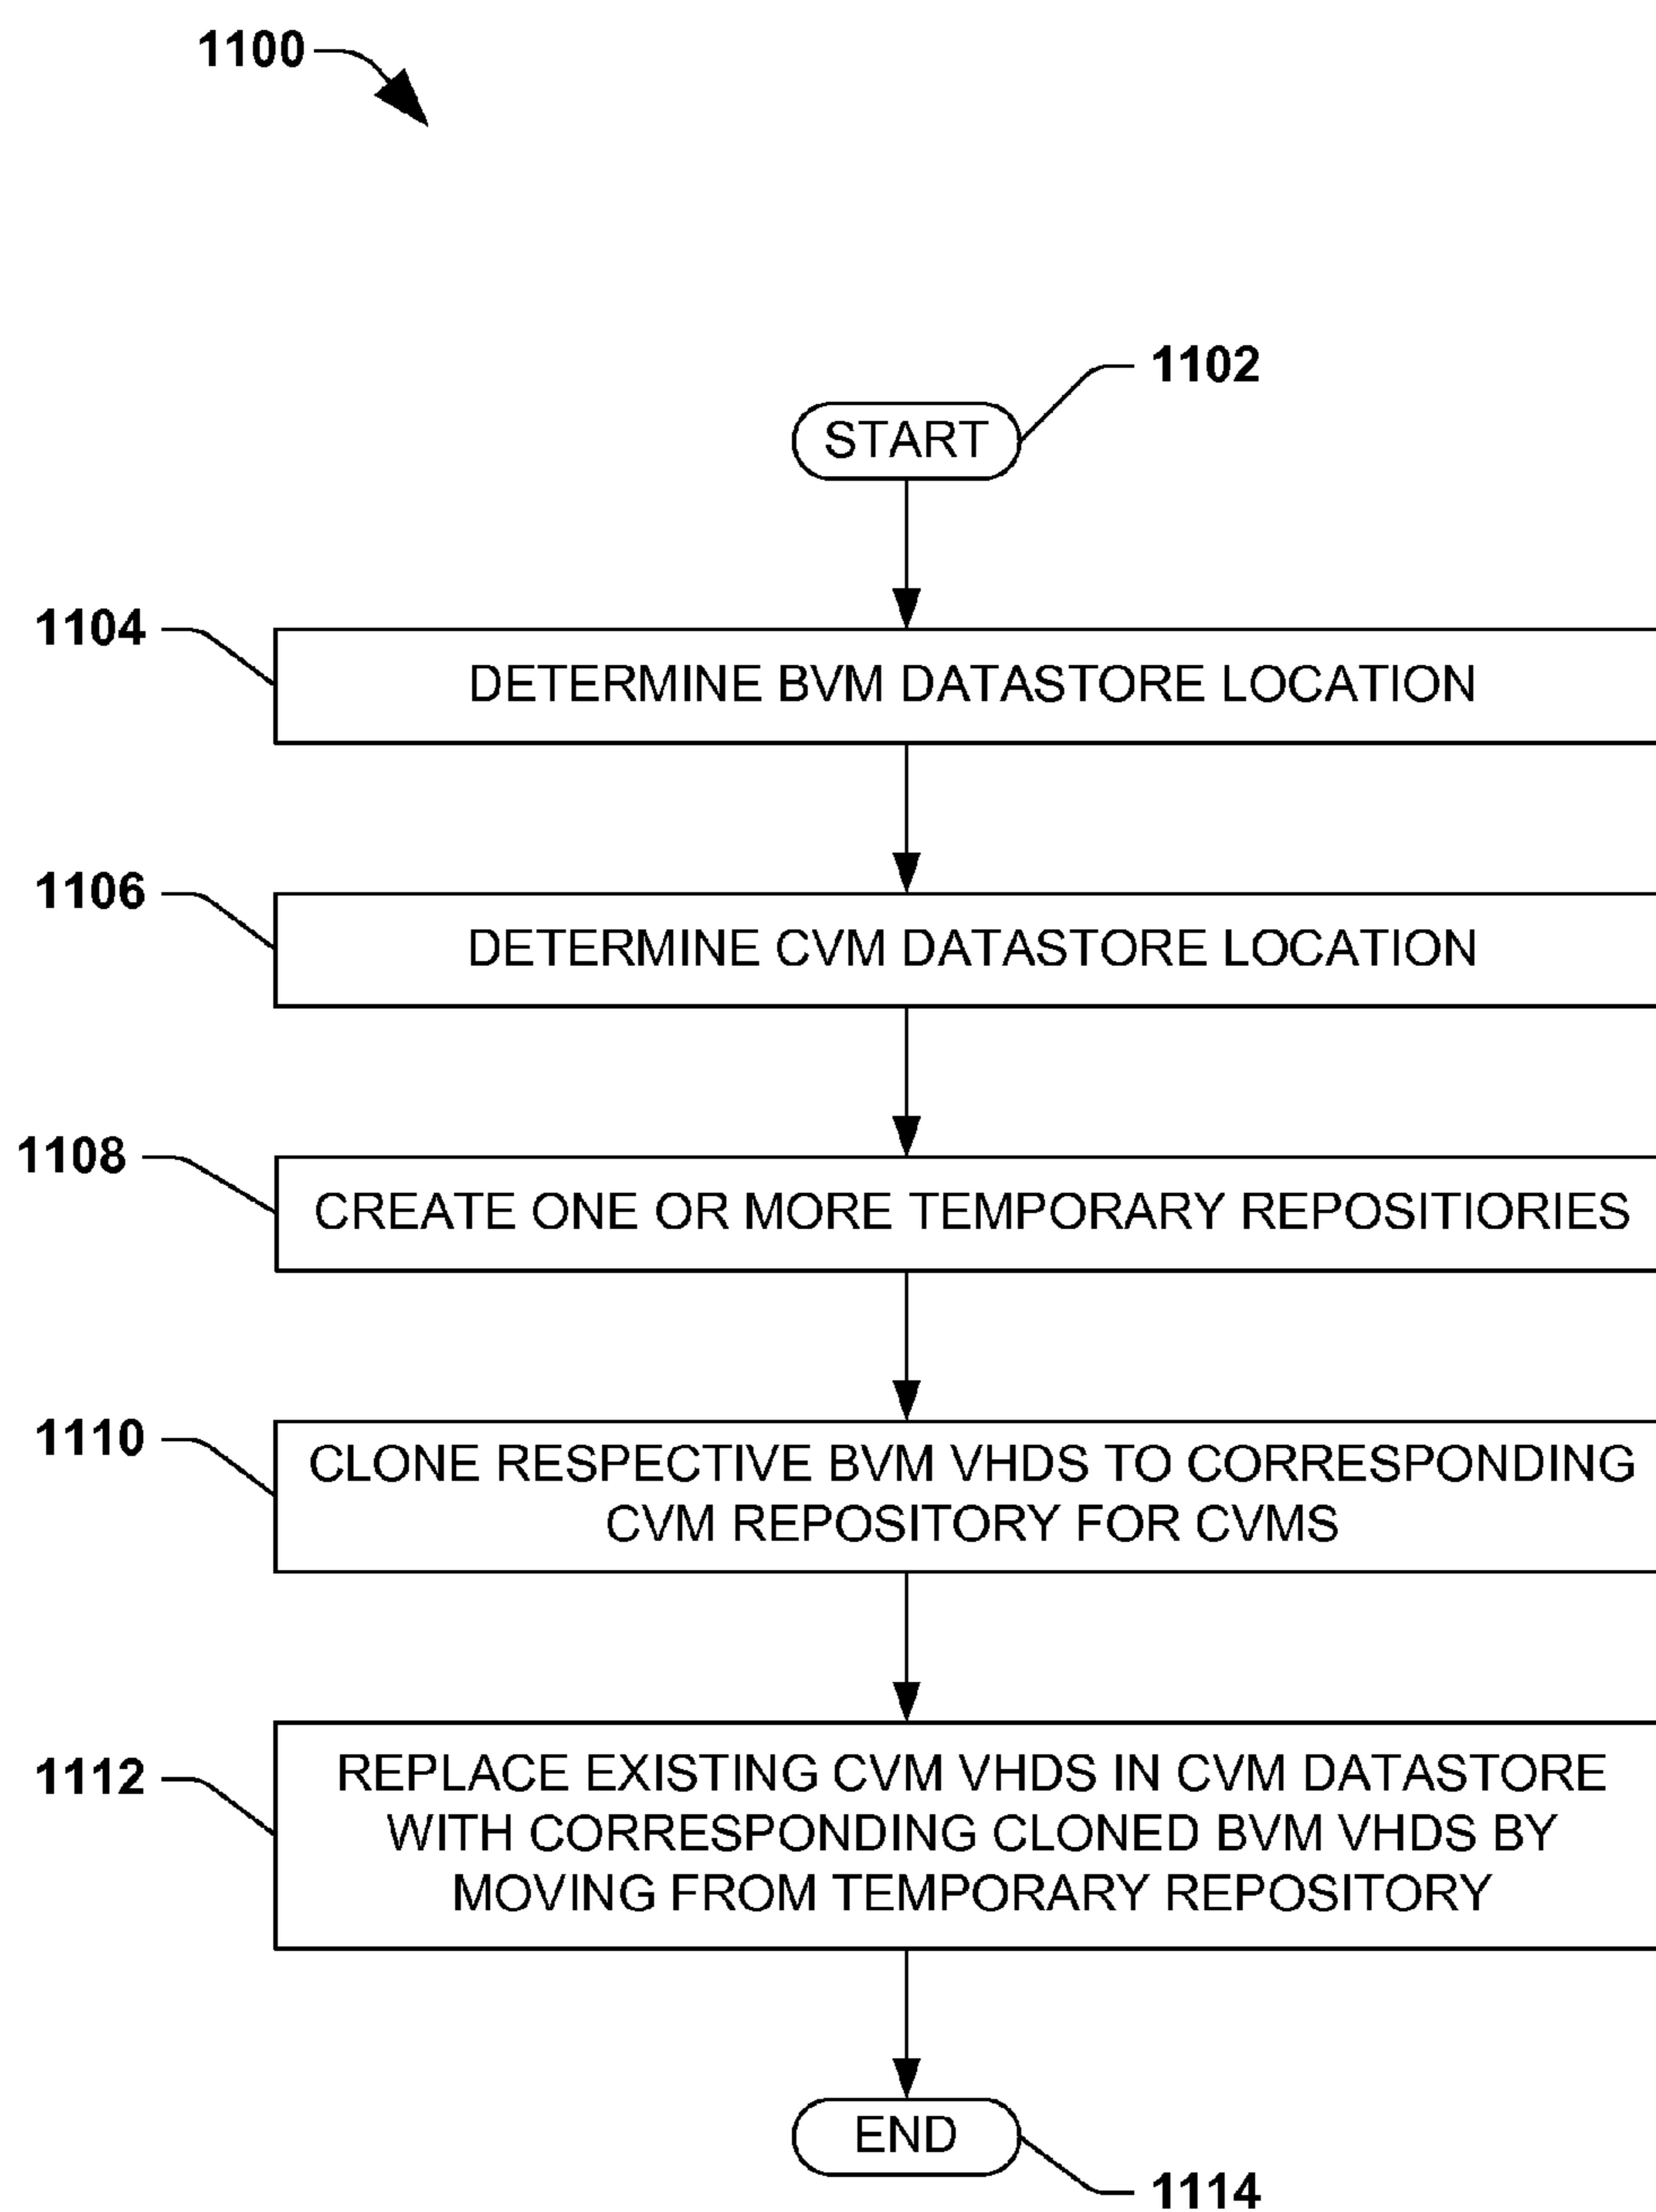 1100
1102
START
1104
DETERMINE BVM DATASTORE LOCATION
1106
DETERMINE CVM DATASTORE LOCATION
1108
CREATE ONE OR MORE TEMPORARY REPOSITIORIES
1110
CLONE RESPECTIVE BVM VHDS TO CORRESPONDING
CVM REPOSITORY FOR CVMS
1112
REPLACE EXISTING CVM VHDS IN CVM DATASTORE
WITH CORRESPONDING CLONED BVM VHDS BY
MOVING FROM TEMPORARY REPOSITORY
END
1114